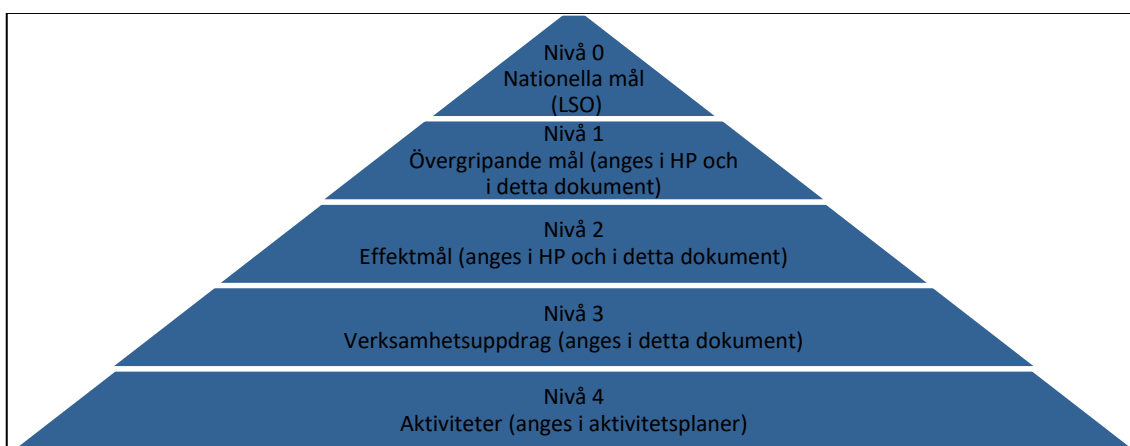 Nivå 0
Nationella mål
(LSO)
Nivå 1
Övergripande mål (anges i HP och
i detta dokument)
Nivå 2
Effektmål (anges i HP och i detta dokument)
Nivå 3
Verksamhetsuppdrag (anges i detta dokument)
Nivå 4
Aktiviteter (anges i aktivitetsplaner)